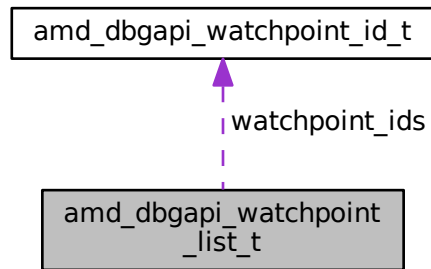 amd_dbgapi_watchpoint_id_t
watchpoint_ids
amd_dbgapi_watchpoint
_list_t